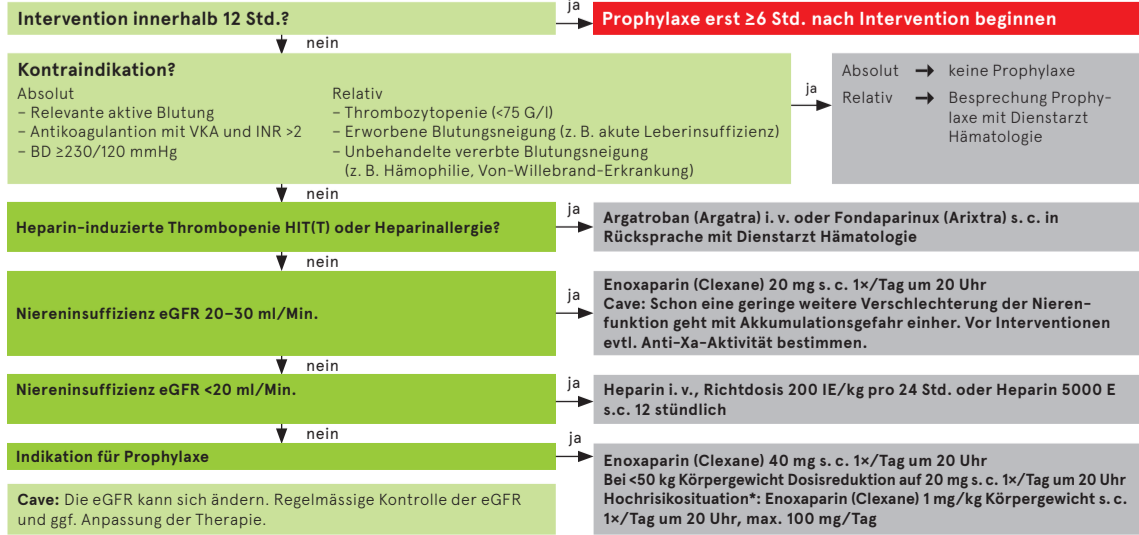 Intervention innerhalb 12 Std.?
ja
Prophylaxe erst ≥6 Std. nach Intervention beginnen
nein
Kontraindikation?
Absolut
– Relevante aktive Blutung
– Antikoagulantion mit VKA und INR >2
– BD ≥230/120 mmHg
Relativ
– Thrombozytopenie (<75 G/l)
– Erworbene Blutungsneigung (z. B. akute Leberinsuffizienz)
– Unbehandelte vererbte Blutungsneigung
(z. B. Hämophilie, Von-Willebrand-Erkrankung)
ja
Absolut → keine Prophylaxe
Relativ → Besprechung Prophy-
laxe mit Dienstarzt
Hämatologie
nein
Heparin-induzierte Thrombopenie HIT(T) oder Heparinallergie?
ja
Argatroban (Argatra) i. v. oder Fondaparinux (Arixtra) s. c. in
Rücksprache mit Dienstarzt Hämatologie
nein
Niereninsuffizienz eGFR 20–30 ml/Min.
ja
Enoxaparin (Clexane) 20 mg s. c. 1×/Tag um 20 Uhr
Cave: Schon eine geringe weitere Verschlechterung der Nieren-
funktion geht mit Akkumulationsgefahr einher. Vor Interventionen
evtl. Anti-Xa-Aktivität bestimmen.
nein
Niereninsuffizienz eGFR <20 ml/Min.
ja
Heparin i. v., Richtdosis 200 IE/kg pro 24 Std. oder Heparin 5000 E
s.c. 12 stündlich
nein
Indikation für Prophylaxe
ja
Enoxaparin (Clexane) 40 mg s. c. 1×/Tag um 20 Uhr
Bei <50 kg Körpergewicht Dosisreduktion auf 20 mg s. c. 1×/Tag um 20 Uhr
Hochrisikosituation*: Enoxaparin (Clexane) 1 mg/kg Körpergewicht s. c.
1×/Tag um 20 Uhr, max. 100 mg/Tag
Cave: Die eGFR kann sich ändern. Regelmässige Kontrolle der eGFR
und ggf. Anpassung der Therapie.